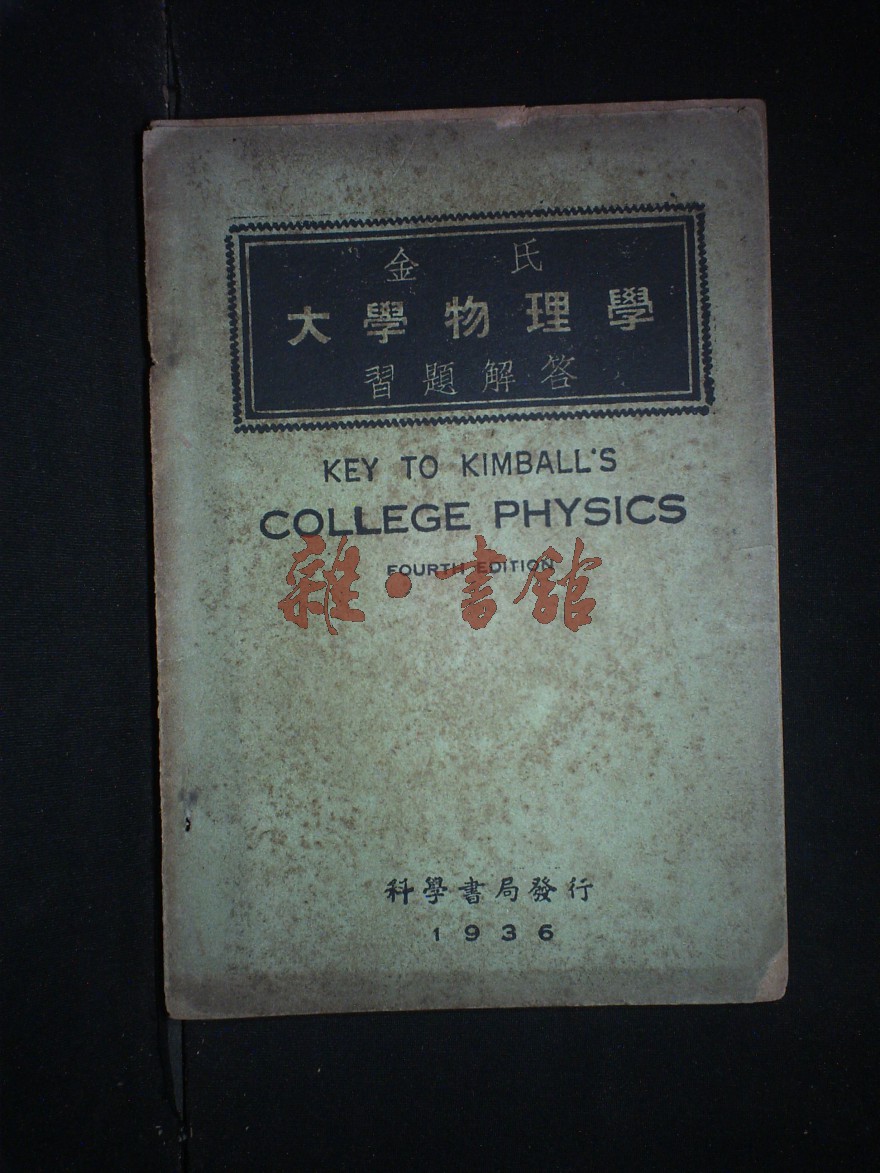 金氏
大學物理學
習題解答
KEY TO KIMBALL'S
COLLEGE PHYSICS
FOURTH EDITION
雜·書館
科學書局發行
1936